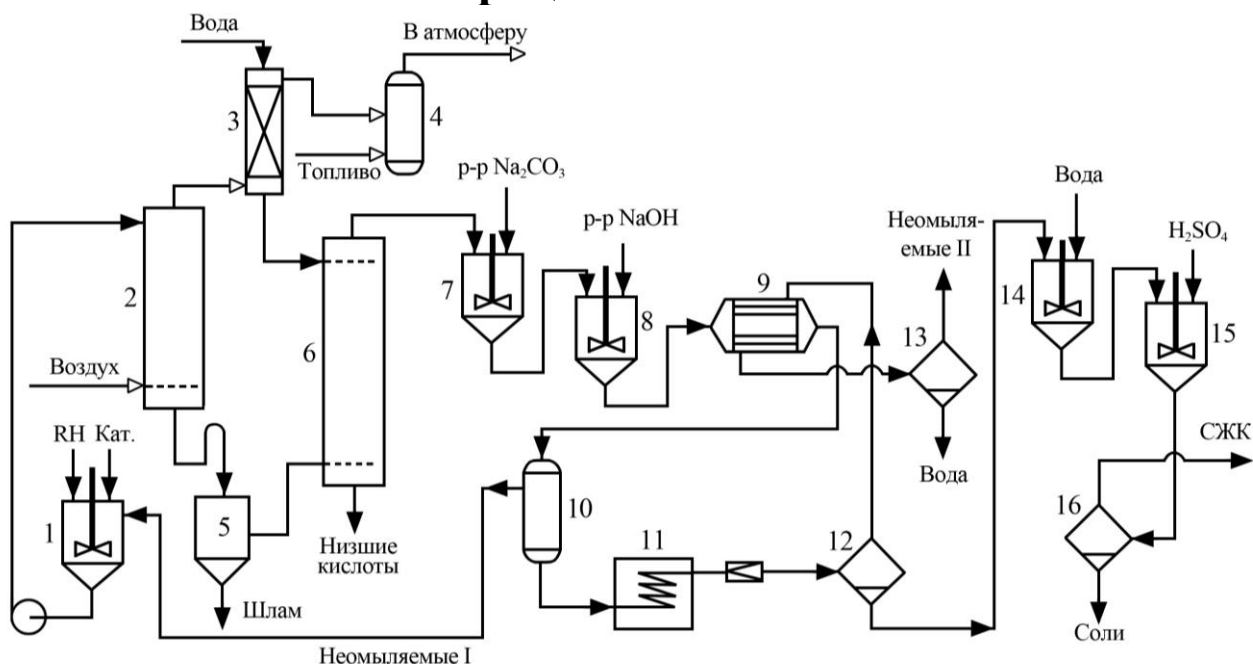 Вода
В атмосферу
3
4
Топливо
р-р Na₂CO₃
р-р NaOH
Неомыля-
емые II
Вода
H₂SO₄
2
6
7
8
9
13
14
15
Воздух
RH Кат.
Вода
СЖК
1
5
10
11
12
16
Низшие
кислоты
Шлам
Соли
Неомыляемые I